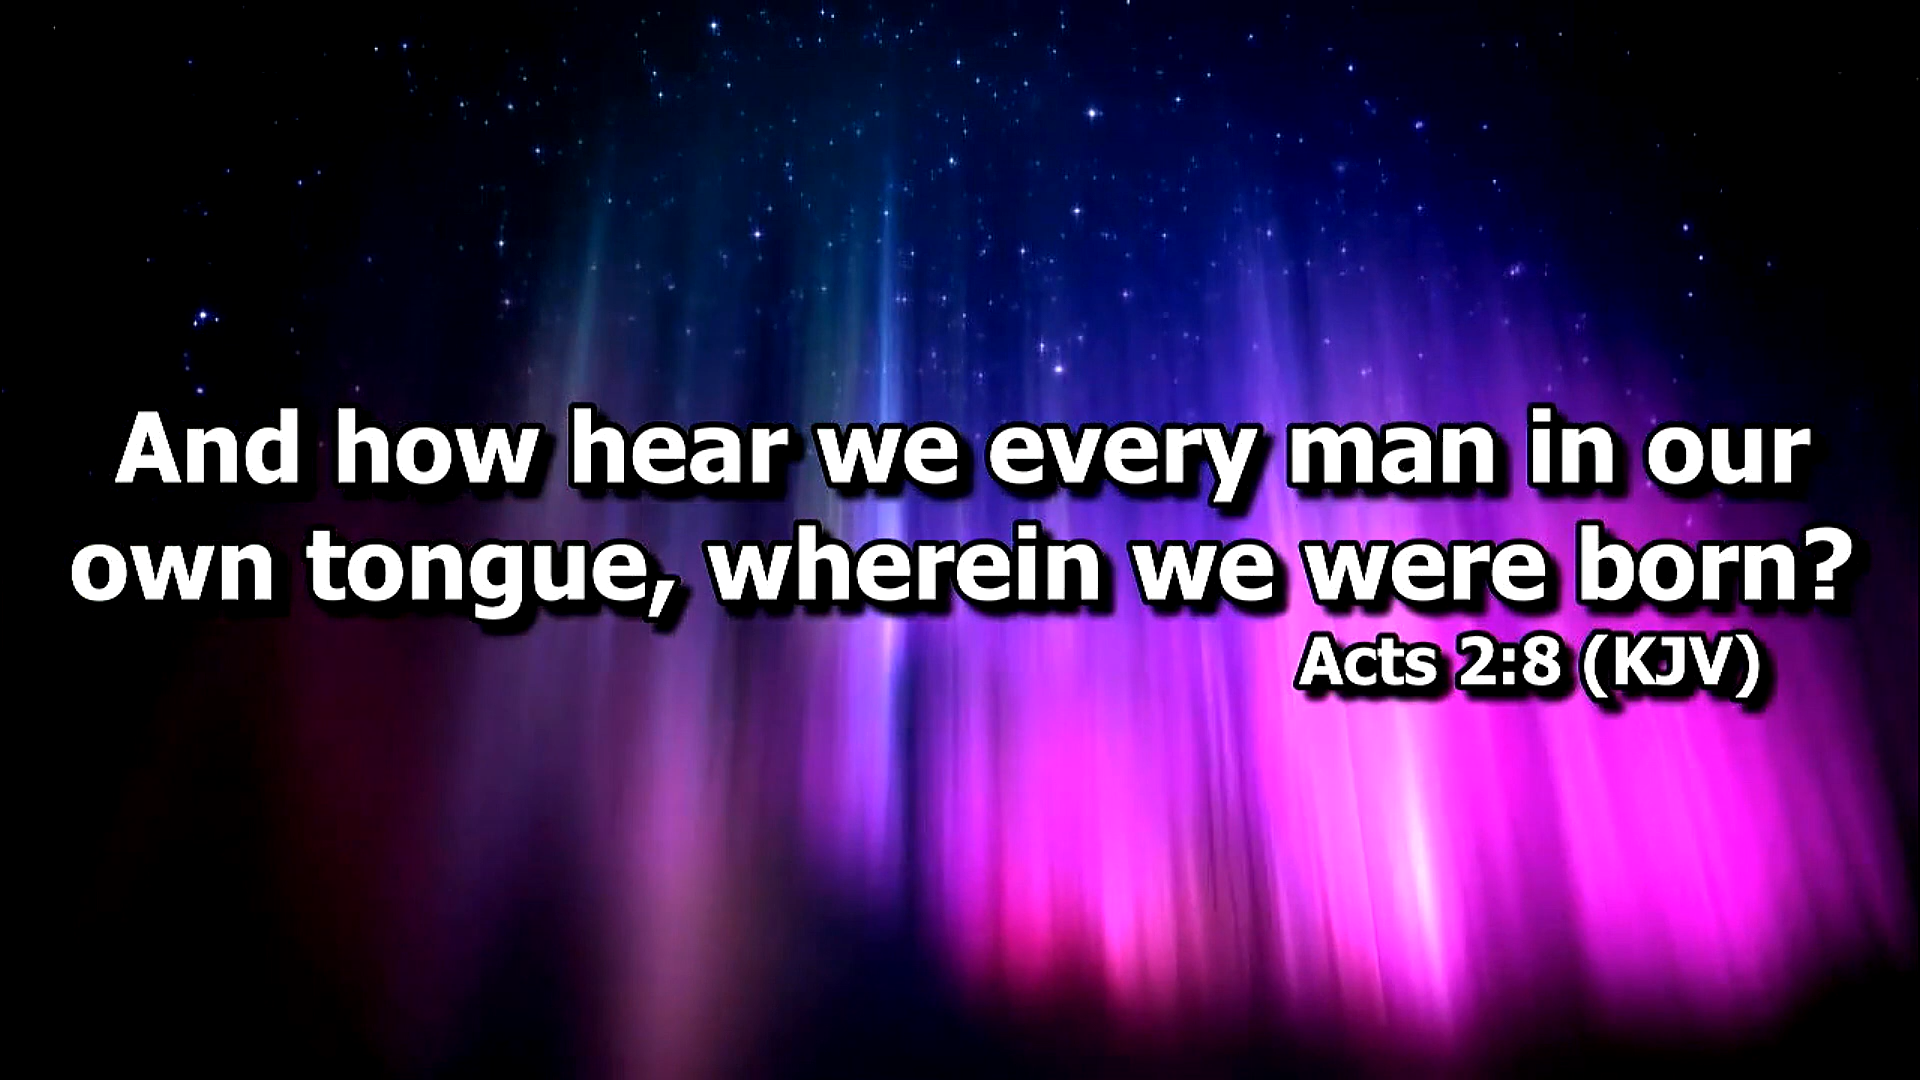 And how hear we every man in our
own tongue, wherein we were born?
Acts 2:8 (KJV)